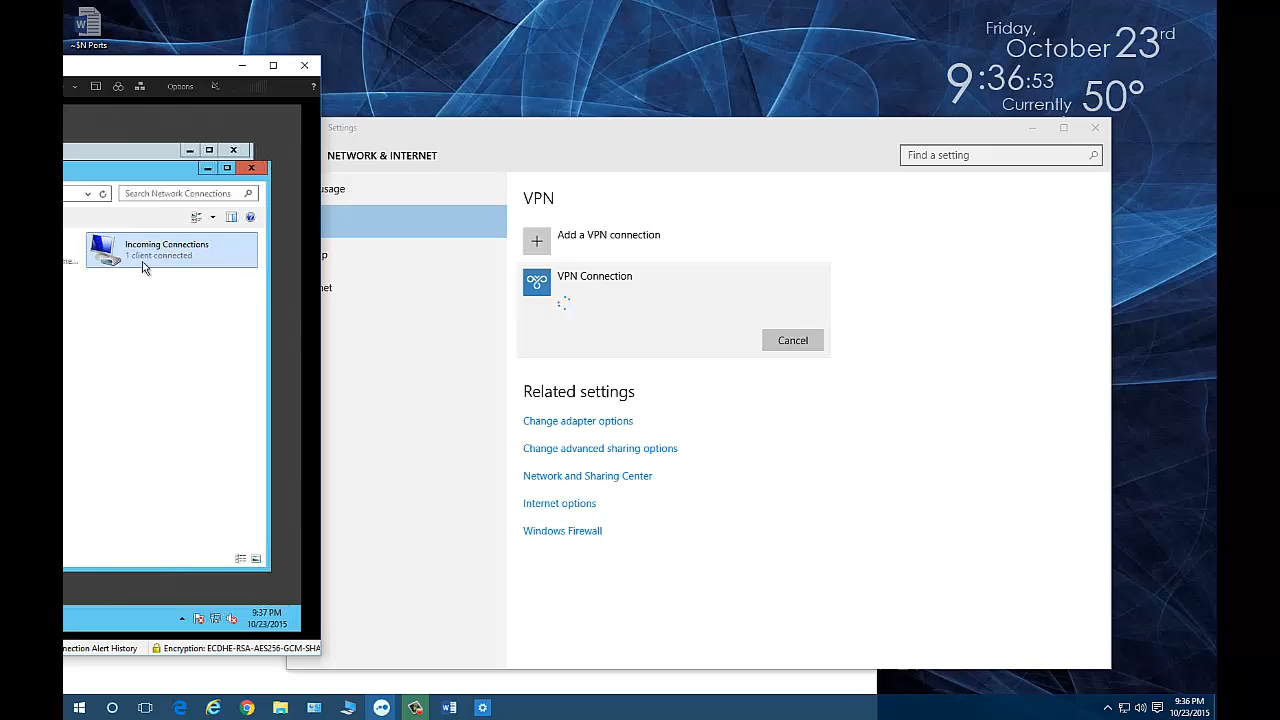 ~$N Ports
Friday,
October 23rd
9:36:53
Currently 50°
Options
?
Search Network Connections
Incoming Connections
1 client connected
me...
9:37 PM
10/23/2015
nection Alert History
Encryption: ECDHE-RSA-AES256-GCM-SHA
Settings
NETWORK & INTERNET
Find a setting
usage
p
net
VPN
Add a VPN connection
VPN Connection
Cancel
Related settings
Change adapter options
Change advanced sharing options
Network and Sharing Center
Internet options
Windows Firewall
9:36 PM
10/23/2015